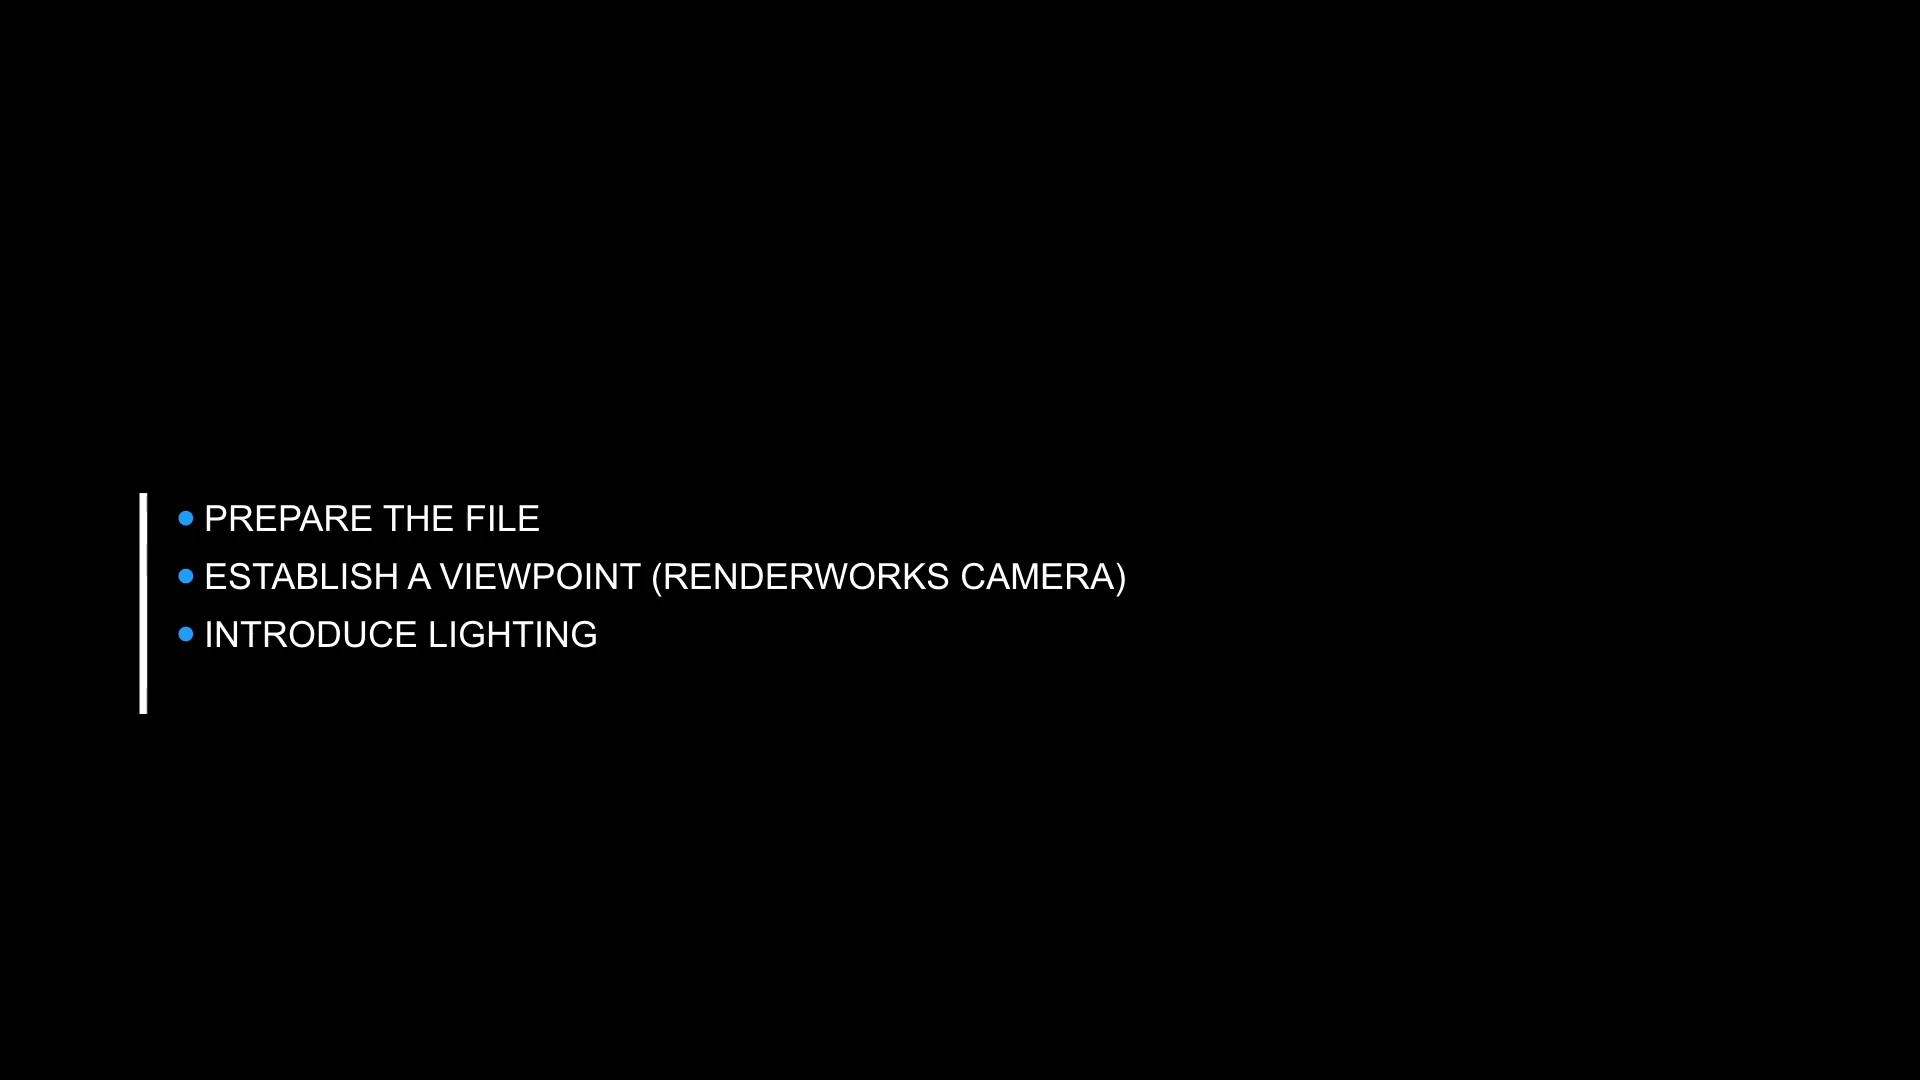 • PREPARE THE FILE
• ESTABLISH A VIEWPOINT (RENDERWORKS CAMERA)
• INTRODUCE LIGHTING